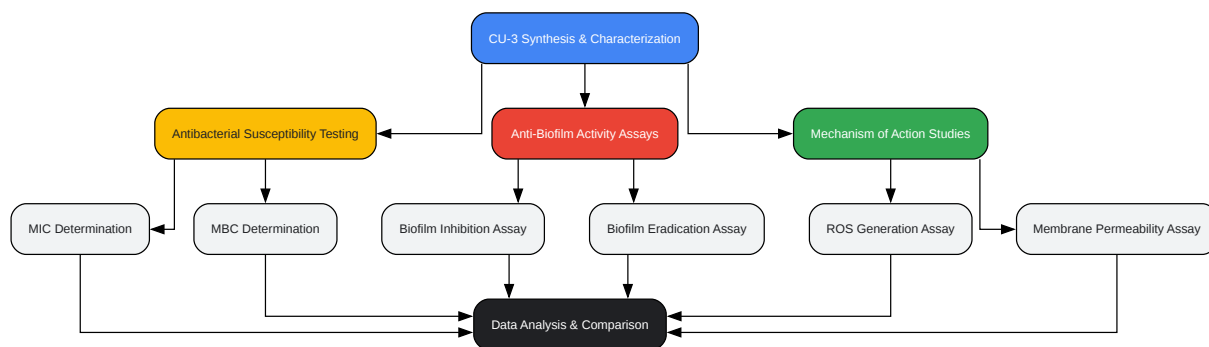 CU-3 Synthesis & Characterization
Antibacterial Susceptibility Testing
Anti-Biofilm Activity Assays
Mechanism of Action Studies
MIC Determination
MBC Determination
Biofilm Inhibition Assay
Biofilm Eradication Assay
ROS Generation Assay
Membrane Permeability Assay
Data Analysis & Comparison